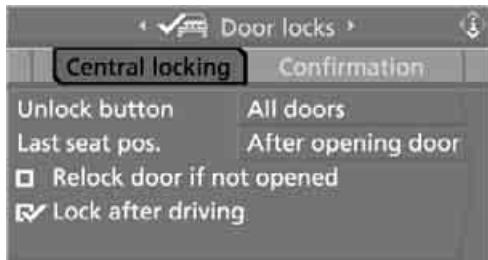 Door locks
Central locking Confirmation
Unlock button All doors
Last seat pos. After opening door
Relock door if not opened
Lock after driving